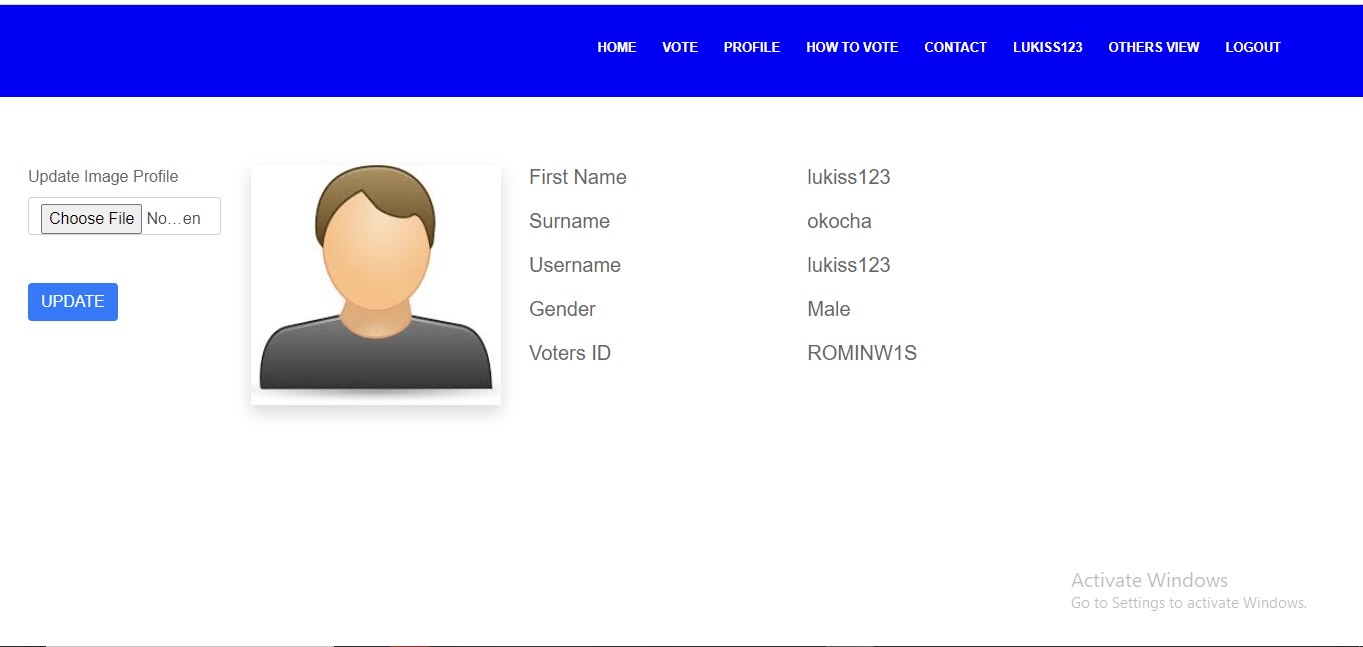 HOME VOTE PROFILE HOW TO VOTE CONTACT LUKISS123 OTHERS VIEW LOGOUT
Update Image Profile
Choose File No...en
UPDATE
First Name lukiss123
Surname okocha
Username lukiss123
Gender Male
Voters ID ROMINW1S
Activate Windows
Go to Settings to activate Windows.